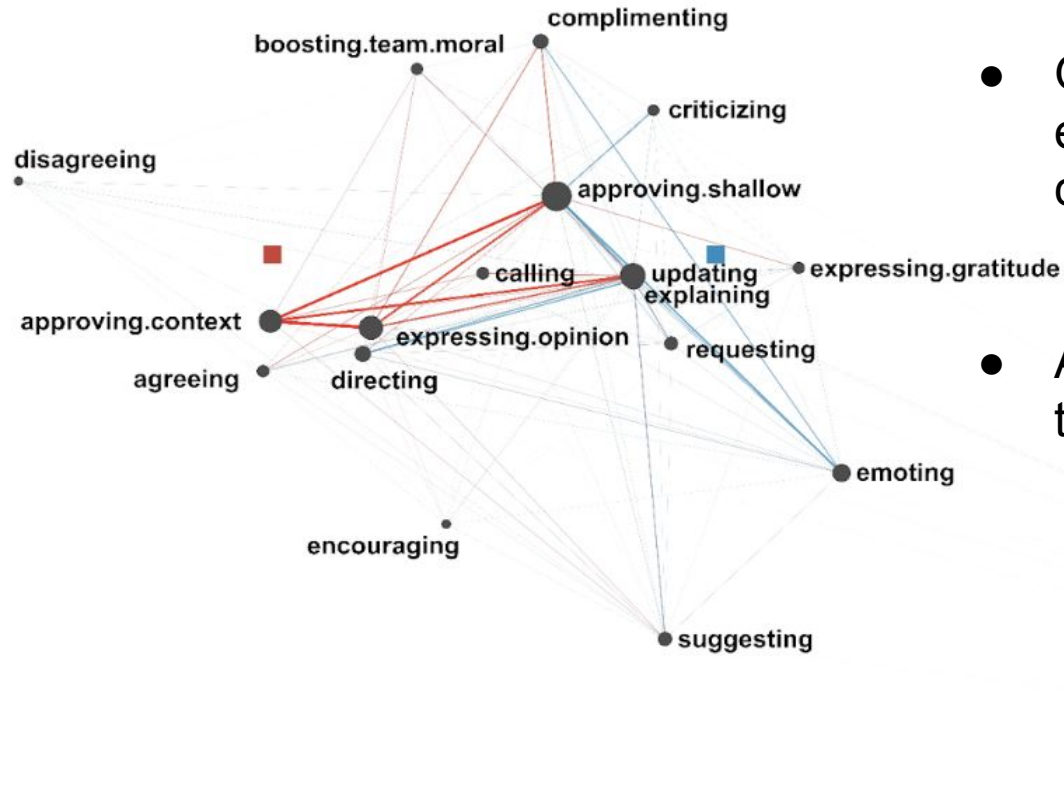 complimenting
boosting.team.moral
criticizing
disagreeing
approving.shallow
calling
updating
expressing.gratitude
explaining
approving.context
expressing.opinion
requesting
agreeing
directing
emoting
encouraging
suggesting